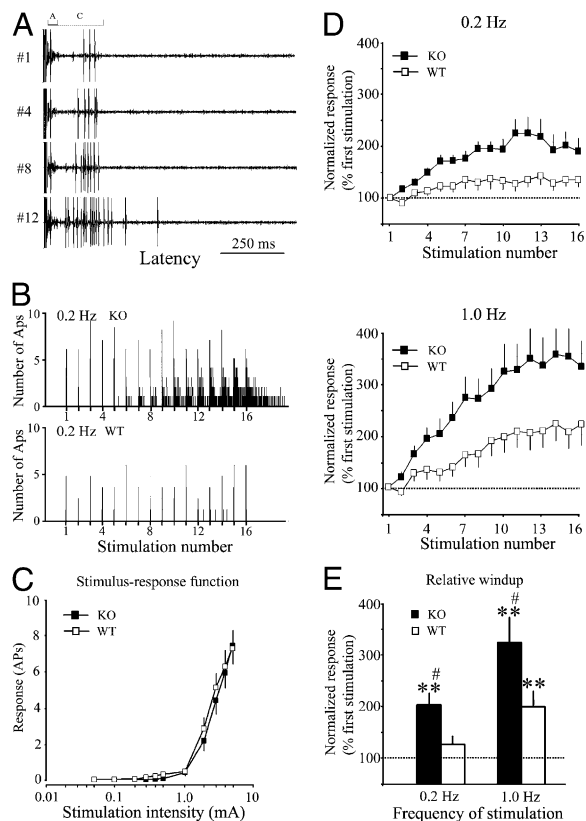 A
A
C
#1
#4
#8
#12
250 ms
Latency
B
0.2 Hz KO
Number of Aps
10
5
0
1
4
8
12
16
0.2 Hz WT
Number of Aps
10
5
0
1
4
8
12
16
Stimulation number
C
Stimulus-response function
KO
WT
Response (APs)
10
8
6
4
2
0
0.01
0.1
1.0
10
Stimulation intensity (mA)
D
0.2 Hz
KO
WT
Normalized response
(% first stimulation)
400
300
200
100
1
4
7
10
13
16
Stimulation number
1.0 Hz
KO
WT
Normalized response
(% first stimulation)
400
300
200
100
1
4
7
10
13
16
Stimulation number
E
Relative windup
KO
WT
Normalized response
(% first stimulation)
400
300
200
100
#
**
#
**
**
0.2 Hz
1.0 Hz
Frequency of stimulation